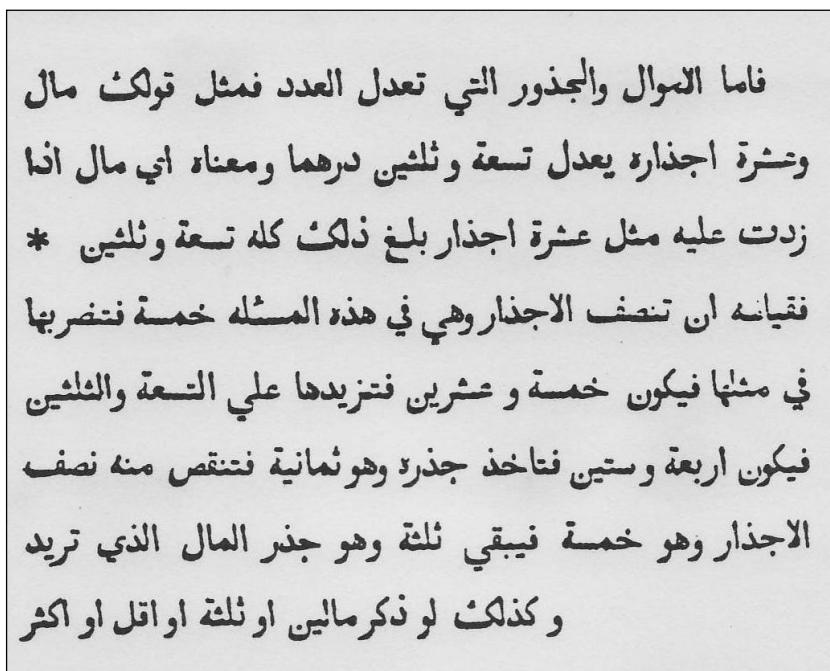 فاما الاموال والجذور التي تعدل العدد فمثل قولك مال
وعشرة اجذاره يعدل تسعة وثلثين درهما ومعناه اي مال اذا
زدت عليه مثل عشرة اجذار بلغ ذلك كله تسعة وثلثين *
فقياسه ان تنصف الاجذار وهي في هذه المسئله خمسة فتضربها
في مثلها فيكون خمسة وعشرين فتزيدها علي التسعة والثلثين
فيكون اربعة وستين فتاخذ جذره وهو ثمانية فتنقص منه نصف
الاجذار وهو خمسة فيبقي ثلثة وهو جذر المال الذي تريد
وكذلك لو ذكر مالين او ثلثة او اقل او اكثر